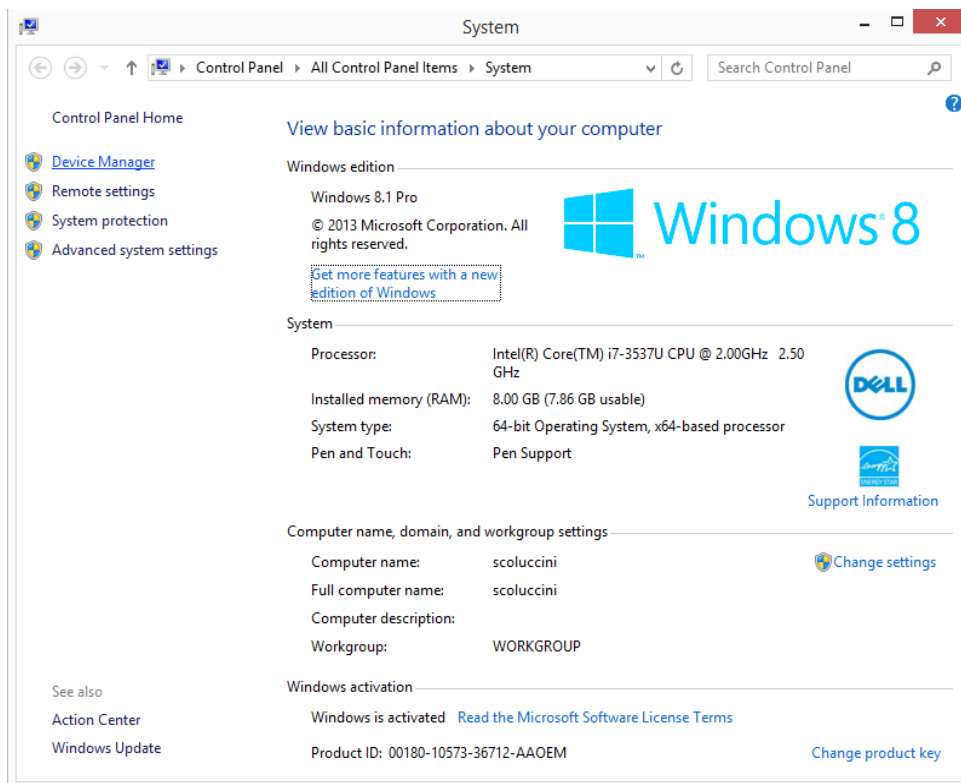 System
Control Panel All Control Panel Items System
Search Control Panel
Control Panel Home
Device Manager
Remote settings
System protection
Advanced system settings
View basic information about your computer
Windows edition
Windows 8.1 Pro
© 2013 Microsoft Corporation. All
rights reserved.
Get more features with a new
edition of Windows
Windows® 8
™
System
Processor: Intel(R) Core(TM) i7-3537U CPU @ 2.00GHz 2.50
GHz
Installed memory (RAM): 8.00 GB (7.86 GB usable)
System type: 64-bit Operating System, x64-based processor
Pen and Touch: Pen Support
DELL
energy
ENERGY STAR
Support Information
Computer name, domain, and workgroup settings
Computer name: scoluccini
Change settings
Full computer name: scoluccini
Computer description:
Workgroup: WORKGROUP
Windows activation
Windows is activated Read the Microsoft Software License Terms
Product ID: 00180-10573-36712-AAOEM
Change product key
See also
Action Center
Windows Update